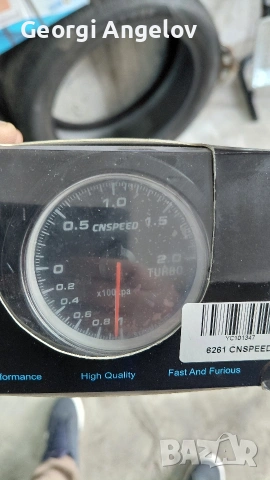 Georgi Angelov
1.0
0.5 CNSPEED 1.5
0 2.0
TURBO
0.2
x100kpa
0.4
0.6
0.8 1
YC101347
6261 CNSPEED
formance High Quality Fast And Furious
BAZAR